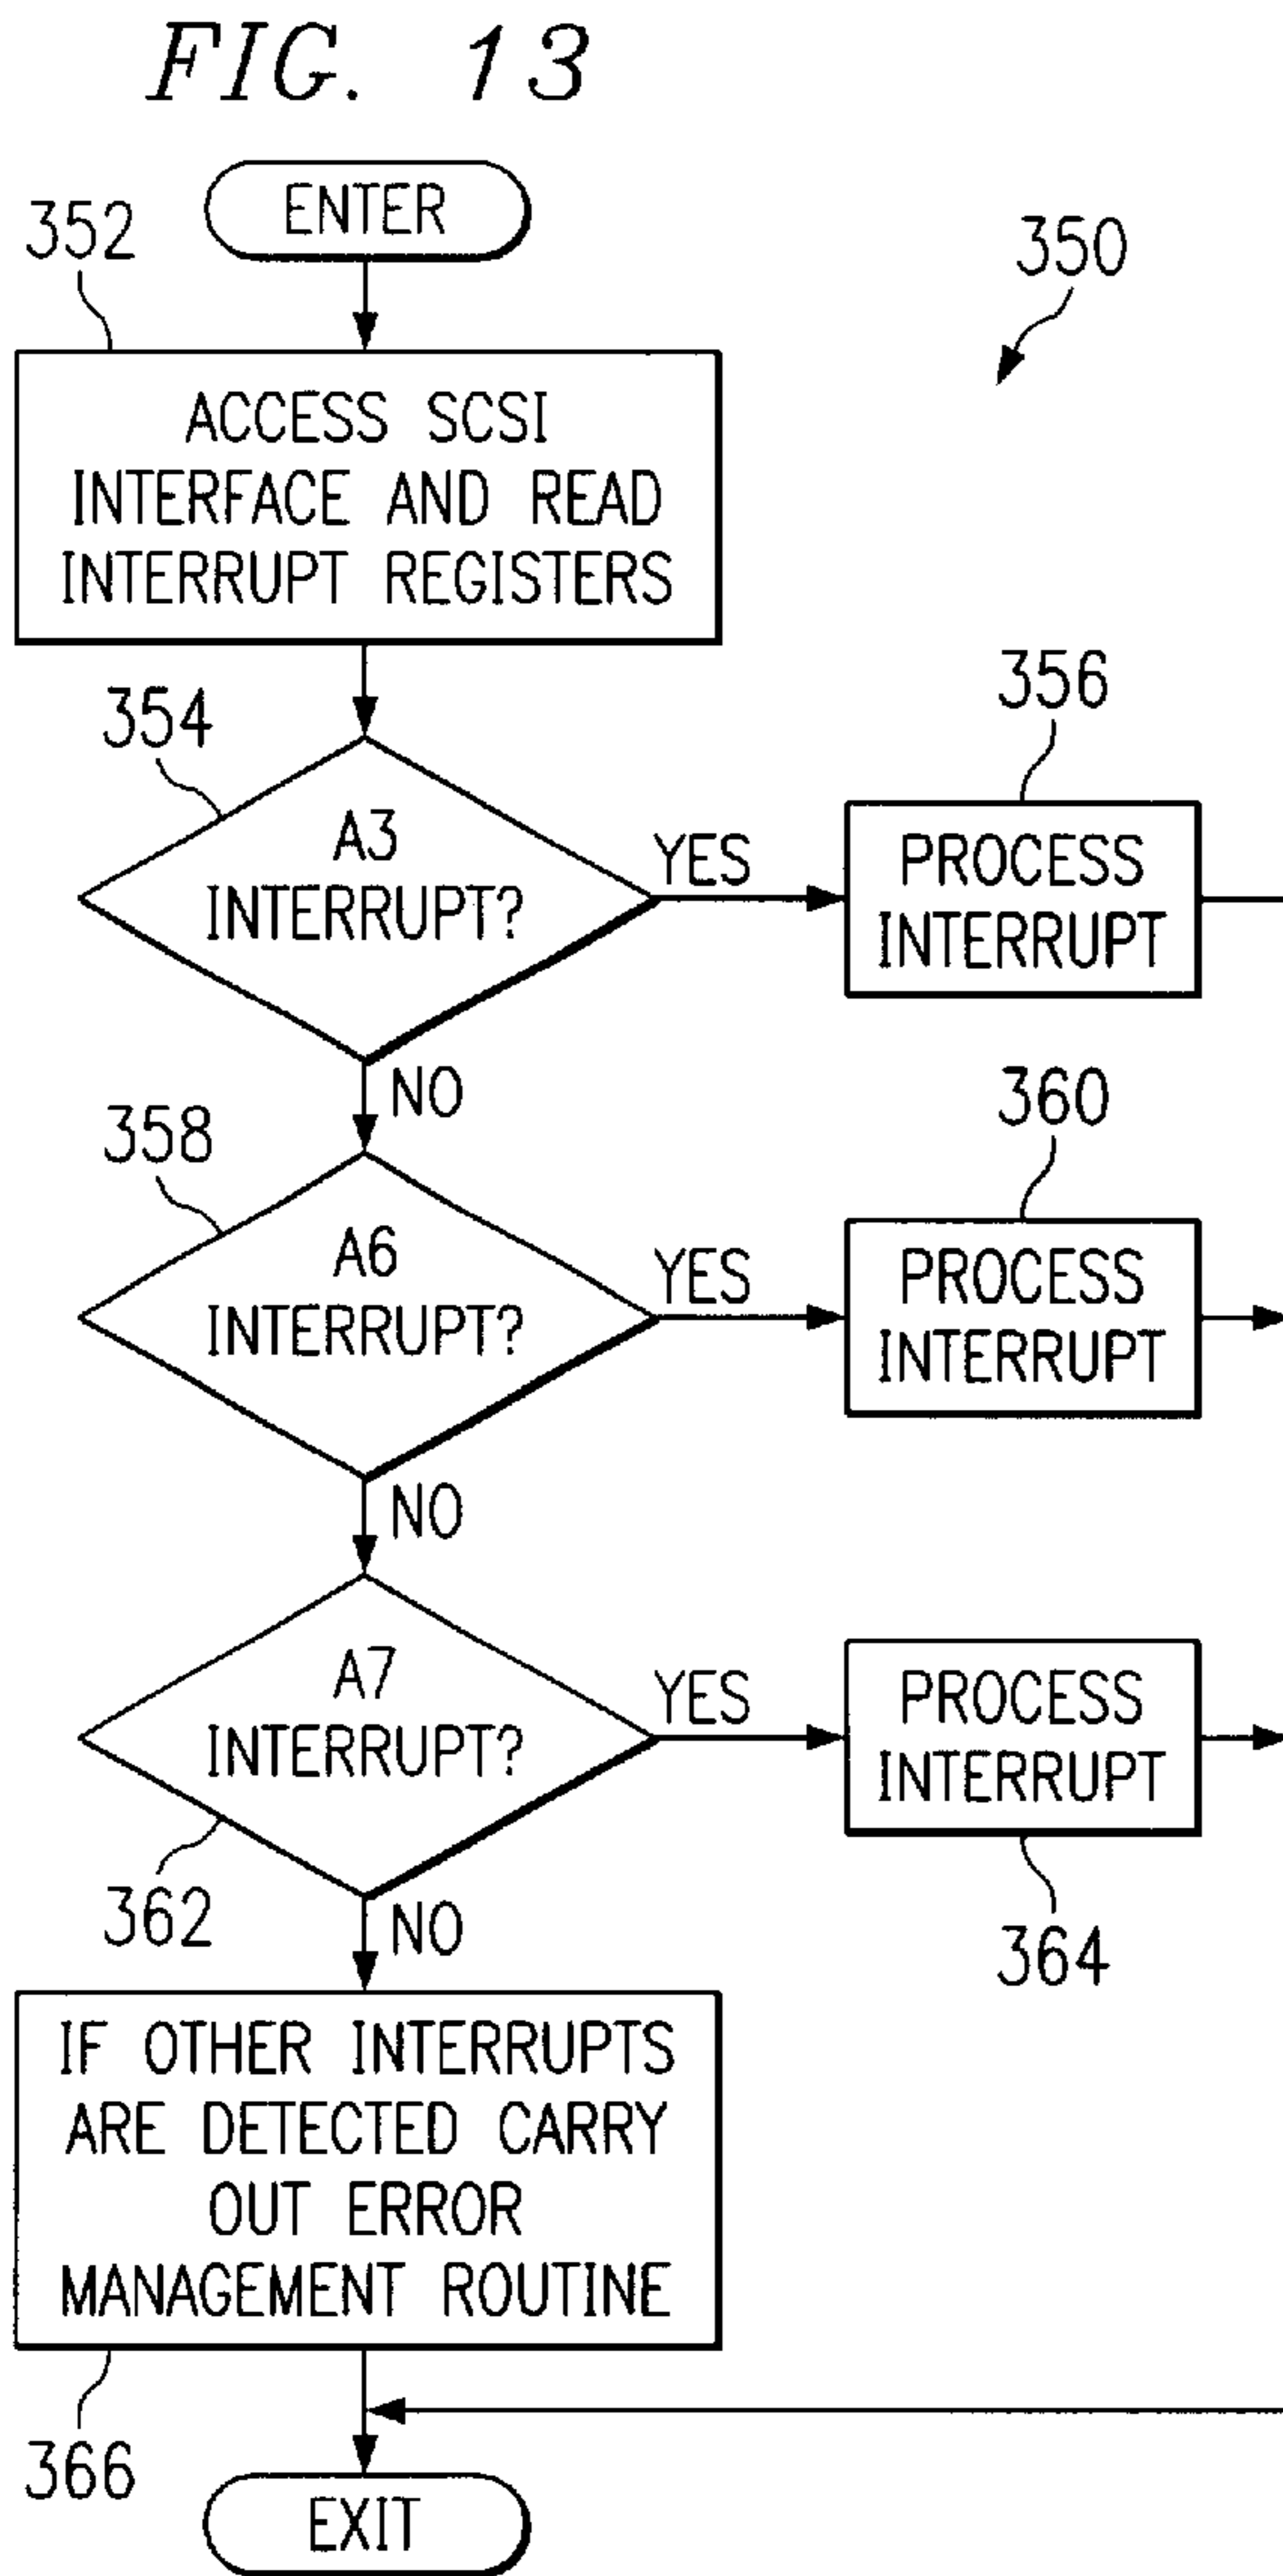 FIG. 13
ENTER
352
350
ACCESS SCSI
INTERFACE AND READ
INTERRUPT REGISTERS
354
A3
INTERRUPT?
YES
356
PROCESS
INTERRUPT
NO
358
A6
INTERRUPT?
YES
360
PROCESS
INTERRUPT
NO
A7
INTERRUPT?
YES
PROCESS
INTERRUPT
362
NO
364
IF OTHER INTERRUPTS
ARE DETECTED CARRY
OUT ERROR
MANAGEMENT ROUTINE
366
EXIT